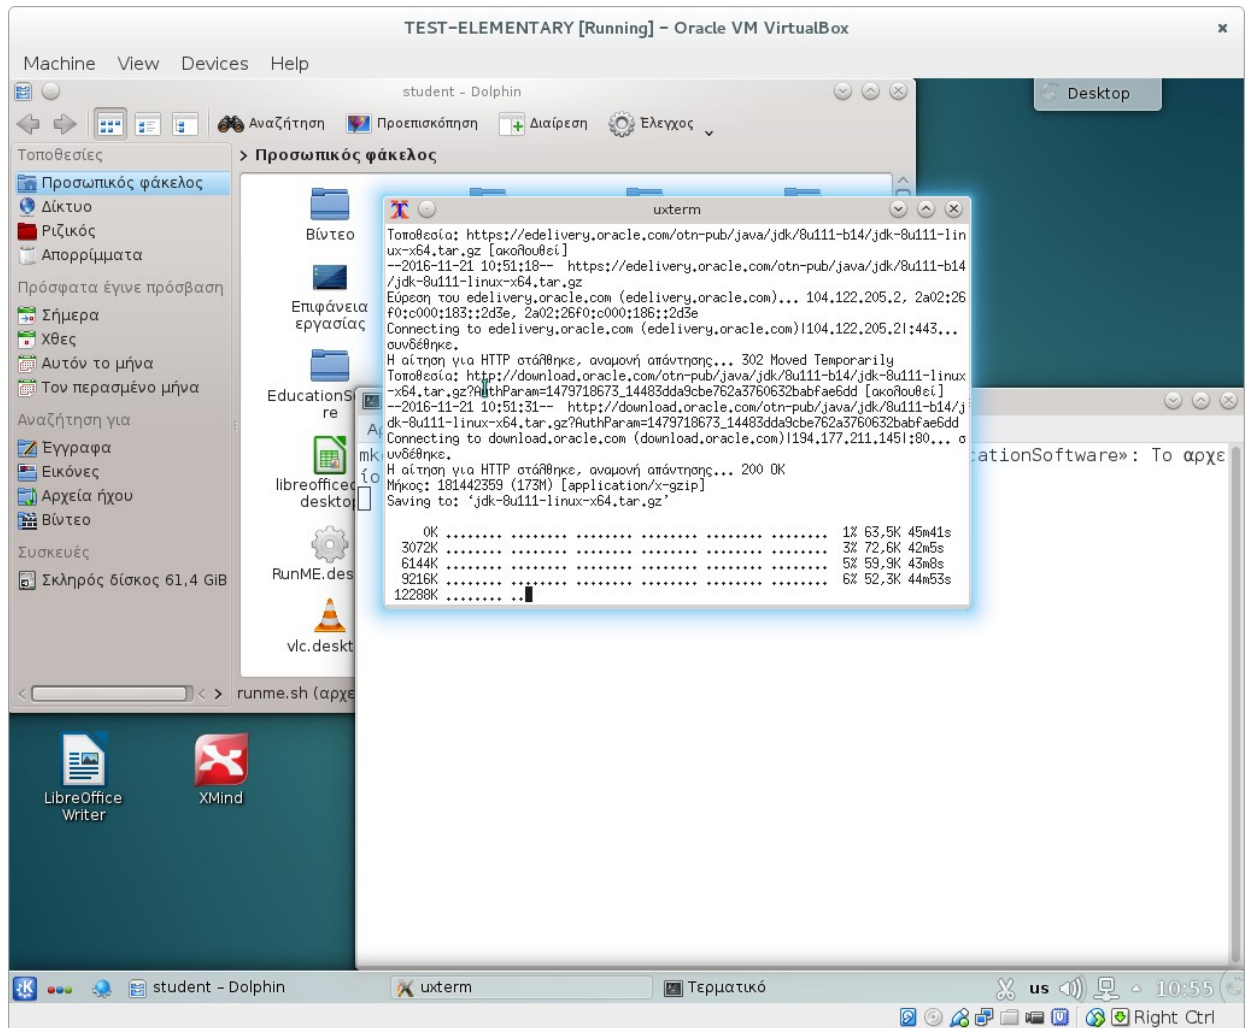 TEST-ELEMENTARY [Running] - Oracle VM VirtualBox
Machine View Devices Help
student - Dolphin
Desktop
Αναζήτηση Προεπισκόπηση Διαίρεση Έλεγχος
Τοποθεσίες
> Προσωπικός φάκελος
Προσωπικός φάκελος
Δίκτυο
Ριζικός
Απορρίμματα
Πρόσφατα έγινε πρόσβαση
Σήμερα
Χθες
Αυτόν το μήνα
Τον περασμένο μήνα
Αναζήτηση για
Έγγραφα
Εικόνες
Αρχεία ήχου
Βίντεο
Συσκευές
Σκληρός δίσκος 61,4 GiB
Βίντεο
Επιφάνεια
εργασίας
EducationS
re
libreoffice
desktop
RunME.des
vlc.deskt
runme.sh (αρχε
uxterm
Τοποθεσία: https://edelivery.oracle.com/otn-pub/java/jdk/8u111-b14/jdk-8u111-lin
ux-x64.tar.gz [ακολουθεί]
--2016-11-21 10:51:18-- https://edelivery.oracle.com/otn-pub/java/jdk/8u111-b14
/jdk-8u111-linux-x64.tar.gz
Εύρεση του edelivery.oracle.com (edelivery.oracle.com)... 104.122.205.2, 2a02:26
f0:c000:183::2d3e, 2a02:26f0:c000:186::2d3e
Connecting to edelivery.oracle.com (edelivery.oracle.com)|104.122.205.2|:443...
συνδέθηκε.
Η αίτηση για HTTP στάλθηκε, αναμονή απάντησης... 302 Moved Temporarily
Τοποθεσία: http://download.oracle.com/otn-pub/java/jdk/8u111-b14/jdk-8u111-linux
-x64.tar.gz?AuthParam=1479718673_14483dda9cbe762a3760632babfae6dd [ακολουθεί]
--2016-11-21 10:51:31-- http://download.oracle.com/otn-pub/java/jdk/8u111-b14/j
dk-8u111-linux-x64.tar.gz?AuthParam=1479718673_14483dda9cbe762a3760632babfae6dd
Connecting to download.oracle.com (download.oracle.com)|194.177.211.145|:80... σ
υνδέθηκε.
Η αίτηση για HTTP στάλθηκε, αναμονή απάντησης... 200 OK
Μήκος: 181442359 (173M) [application/x-gzip]
Saving to: ‘jdk-8u111-linux-x64.tar.gz’
0K ........ ........ ........ ........ ........ ........ 1% 63,5K 45m41s
3072K ........ ........ ........ ........ ........ ........ 3% 72,6K 42m5s
6144K ........ ........ ........ ........ ........ ........ 5% 59,9K 43m8s
9216K ........ ........ ........ ........ ........ ........ 6% 52,3K 44m53s
12288K ........ ..
cationSoftware»: Το αρχε
ίο
LibreOffice
Writer
XMind
student - Dolphin
uxterm
Τερματικό
us
10:55
Right Ctrl